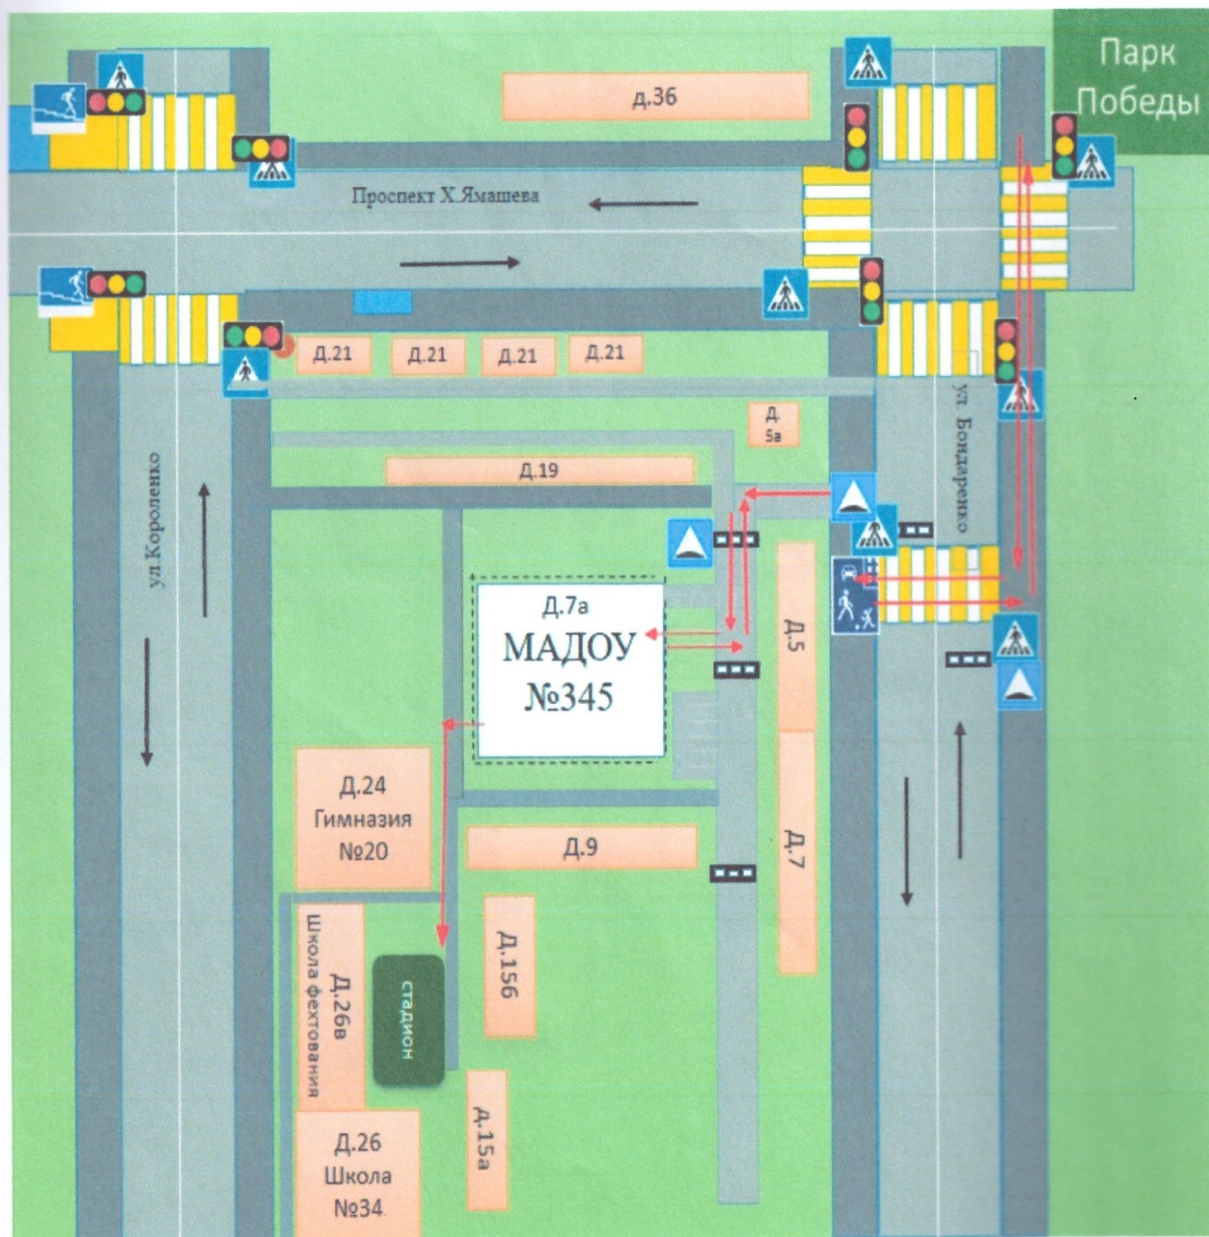 Парк
Победы
д.36
Проспект Х.Ямашева
Д.21
Д.21
Д.21
Д.21
Д.
5а
ул. Бондаренко
Д.19
ул.Короленко
Д.7а
МАДОУ
№345
Д.5
Д.24
Гимназия
№20
Д.9
Д.7
Д.26в
Школа фехтования
стадион
Д.15б
д.15а
Д.26
Школа
№34